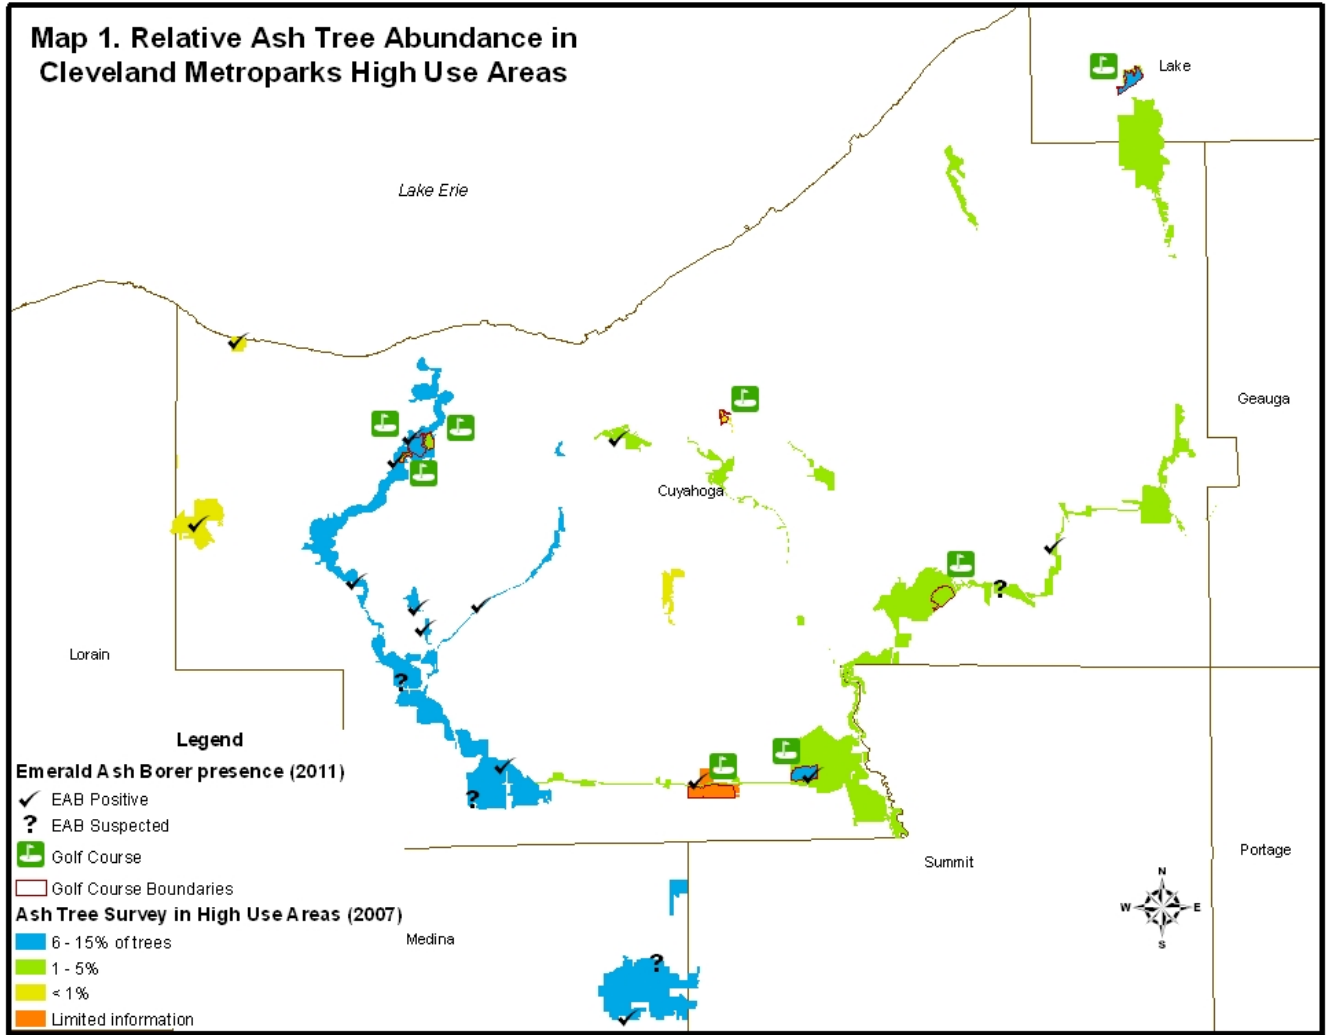 Map 1. Relative Ash Tree Abundance in
Cleveland Metroparks High Use Areas
Lake
Lake Erie
Geauga
Cuyahoga
Lorain
Summit
Portage
Medina
N
W
E
S
Legend
Emerald Ash Borer presence (2011)
EAB Positive
? EAB Suspected
Golf Course
Golf Course Boundaries
Ash Tree Survey in High Use Areas (2007)
6 - 15% of trees
1 - 5%
< 1%
Limited information
?
?
?
?